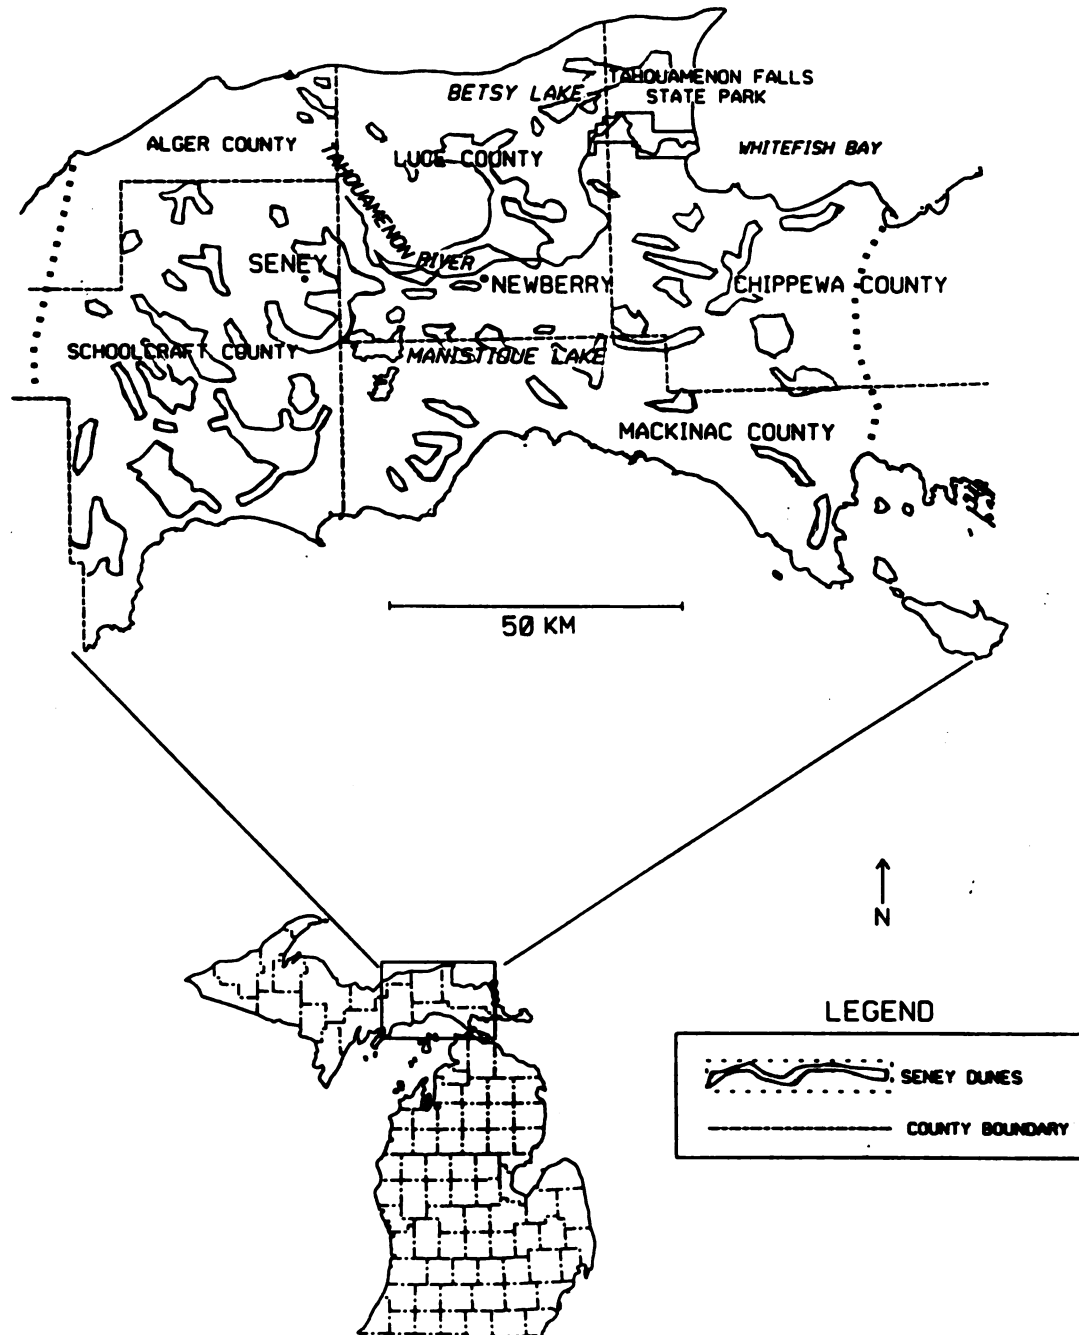 BETSY LAKE
TAHQUAMENON FALLS
STATE PARK
ALGER COUNTY
LUCE COUNTY
WHITEFISH BAY
TAHOUAMENON RIVER
SENEY
NEWBERRY
CHIPPEWA COUNTY
SCHOOLCRAFT COUNTY
MANISTIQUE LAKE
MACKINAC COUNTY
50 KM
N
LEGEND
SENEY DUNES
COUNTY BOUNDARY